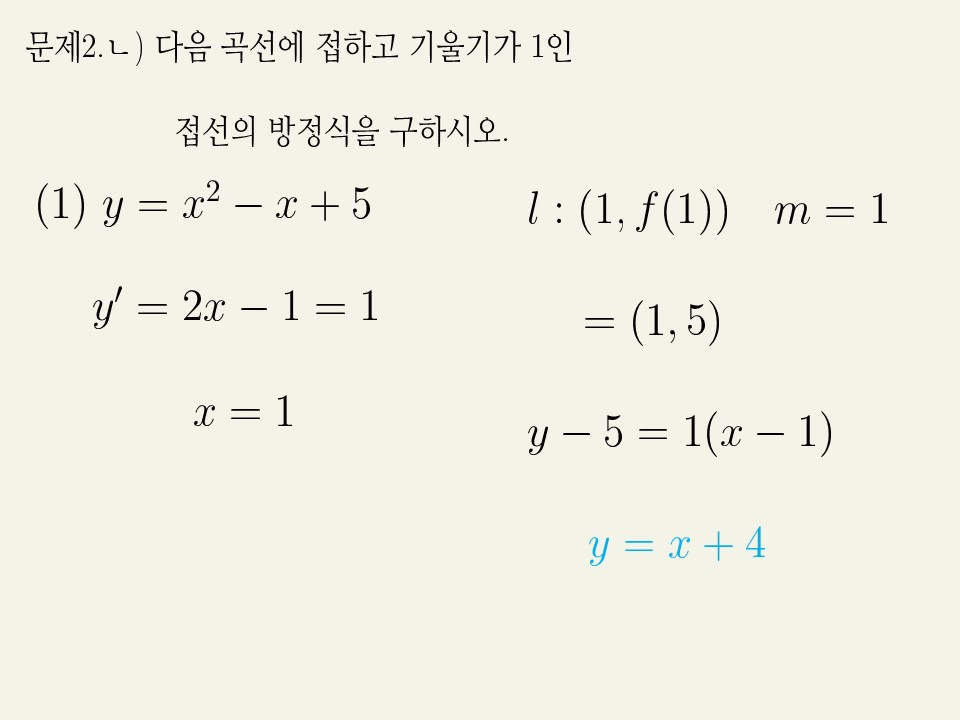 문제2.ㄴ) 다음 곡선에 접하고 기울기가 1인
접선의 방정식을 구하시오.
(1) y = x² − x + 5
y′ = 2x − 1 = 1
x = 1
l : (1, f(1)) m = 1
= (1, 5)
y − 5 = 1(x − 1)
y = x + 4